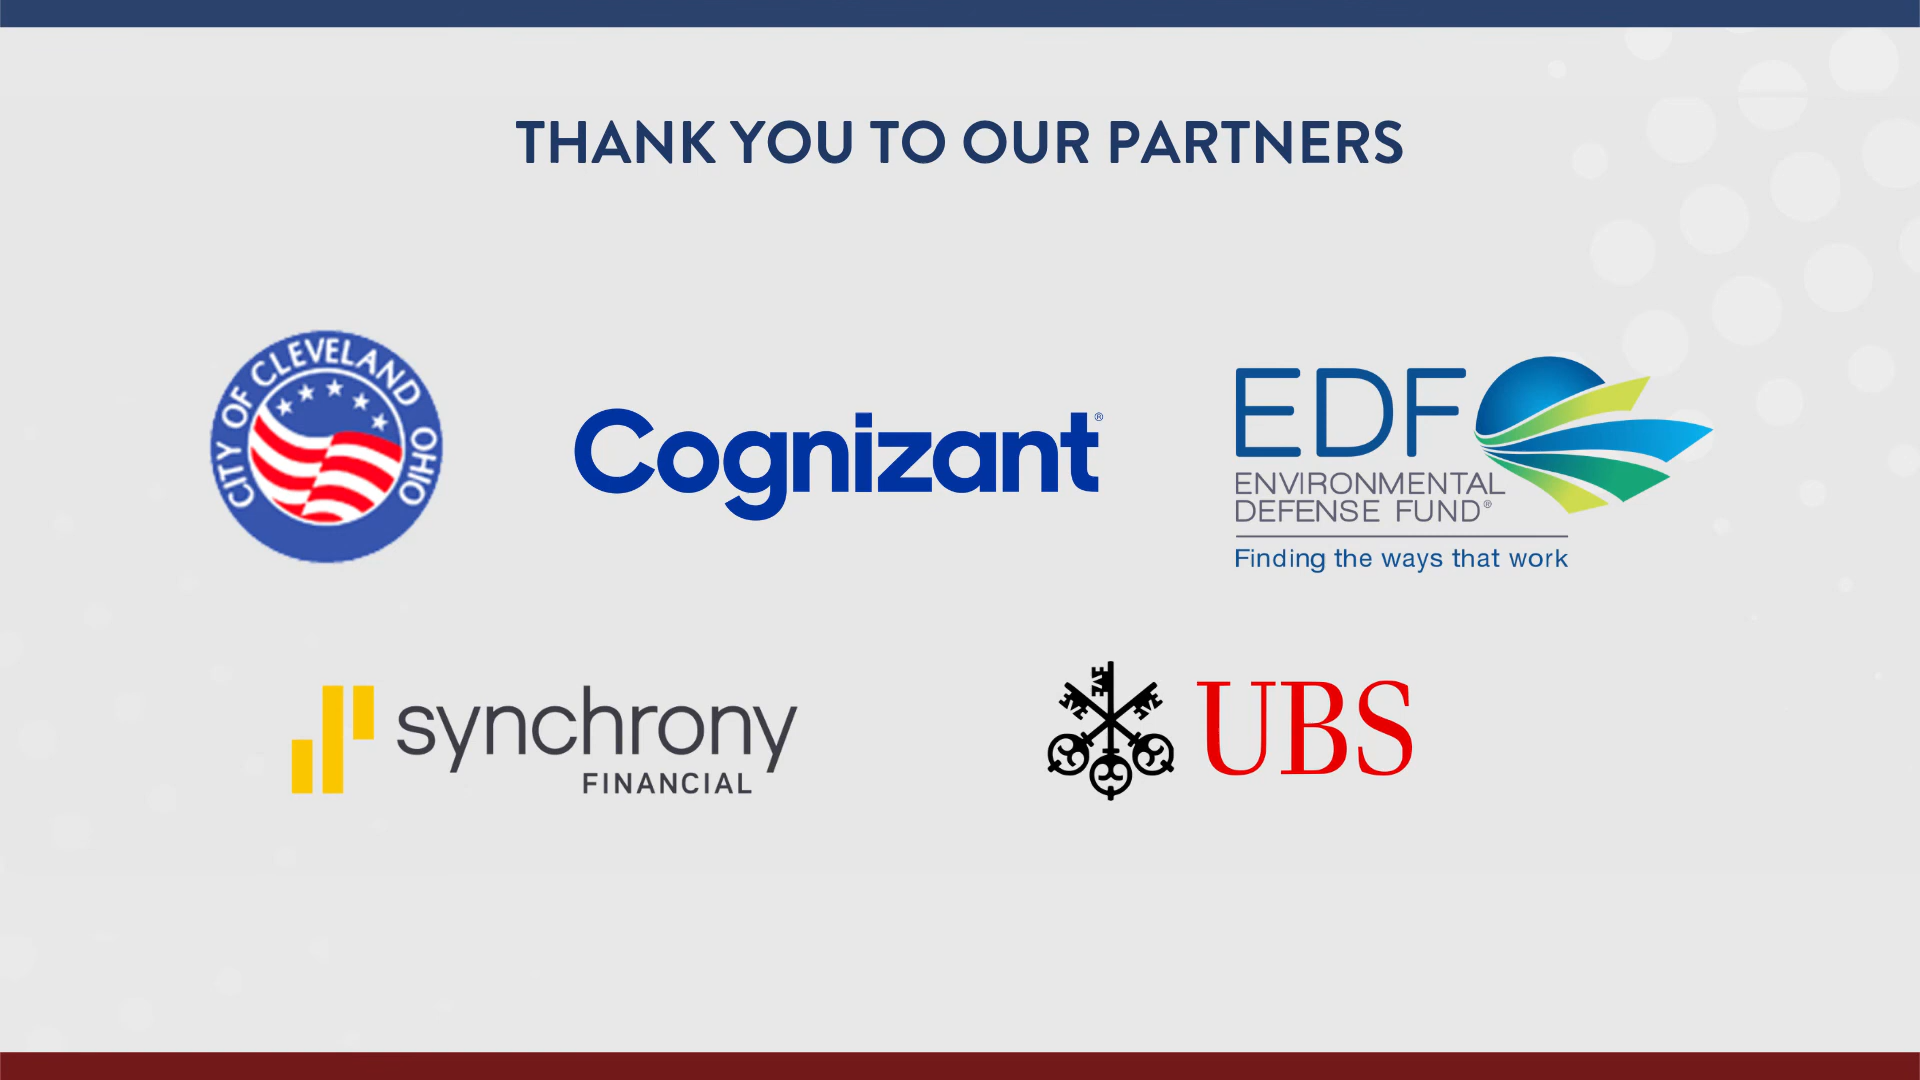 THANK YOU TO OUR PARTNERS
CITY OF CLEVELAND OHIO
Cognizant®
EDF
ENVIRONMENTAL
DEFENSE FUND®
Finding the ways that work
synchrony
FINANCIAL
UBS